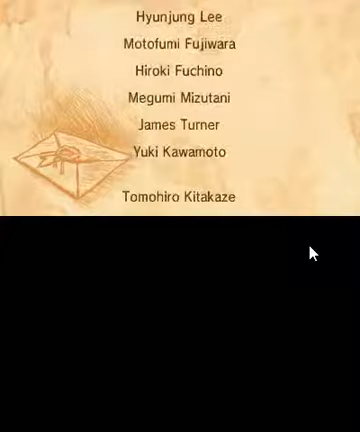 Hyunjung Lee
Motofumi Fujiwara
Hiroki Fuchino
Megumi Mizutani
James Turner
Yuki Kawamoto
Tomohiro Kitakaze